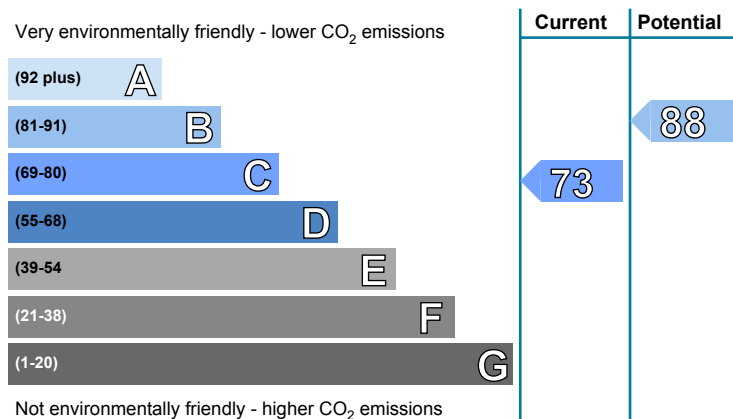 Current Potential
Very environmentally friendly - lower CO₂ emissions
(92 plus) A
(81-91) B 88
(69-80) C 73
(55-68) D
(39-54 E
(21-38) F
(1-20) G
Not environmentally friendly - higher CO₂ emissions